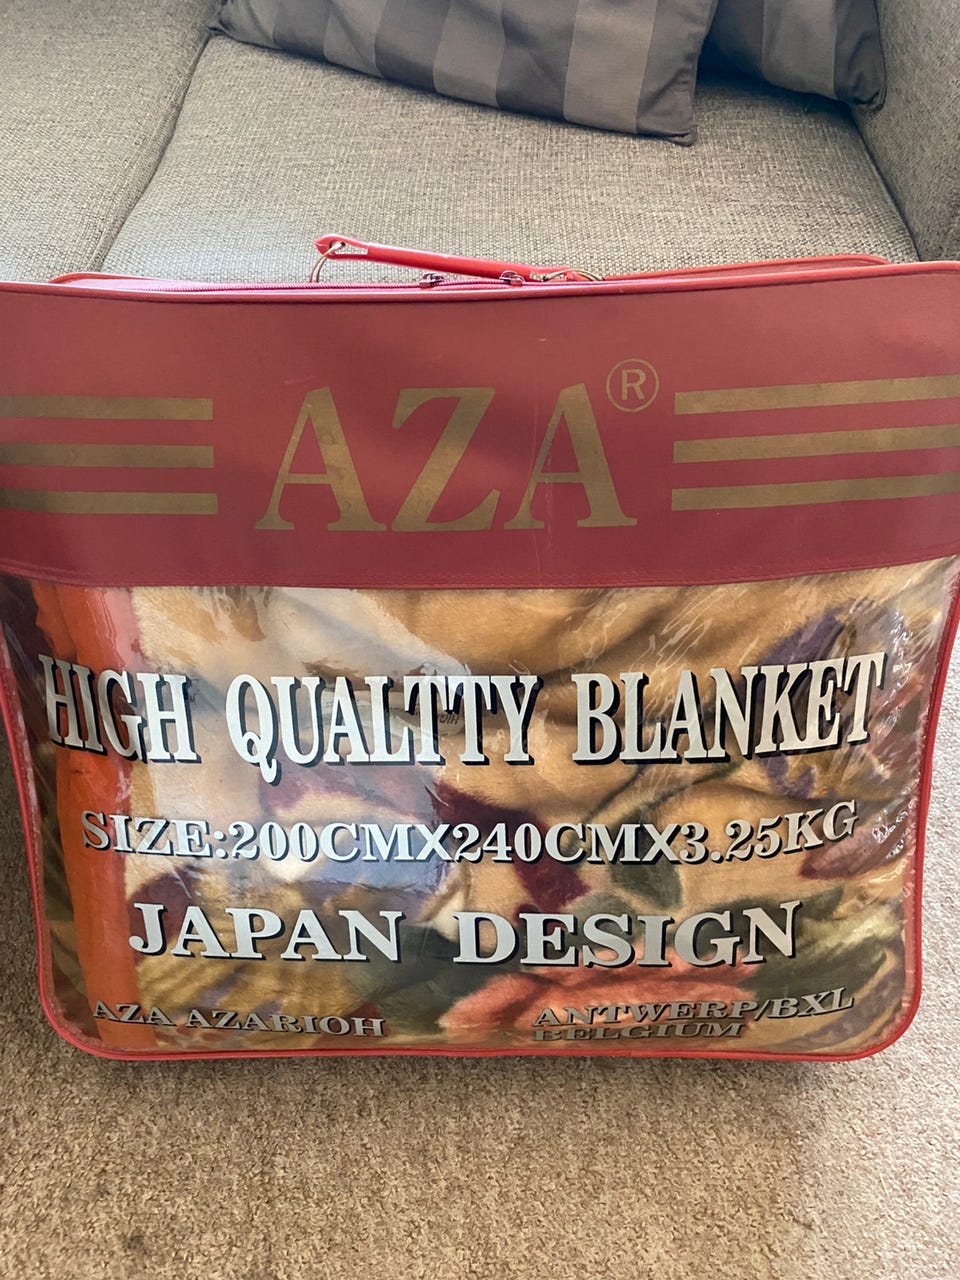 AZA®
HIGH QUALTTY BLANKET
SIZE:200CMX240CMX3.25KG
JAPAN DESIGN
AZA AZARIOH
ANTWERP/BXL
BELGIUM